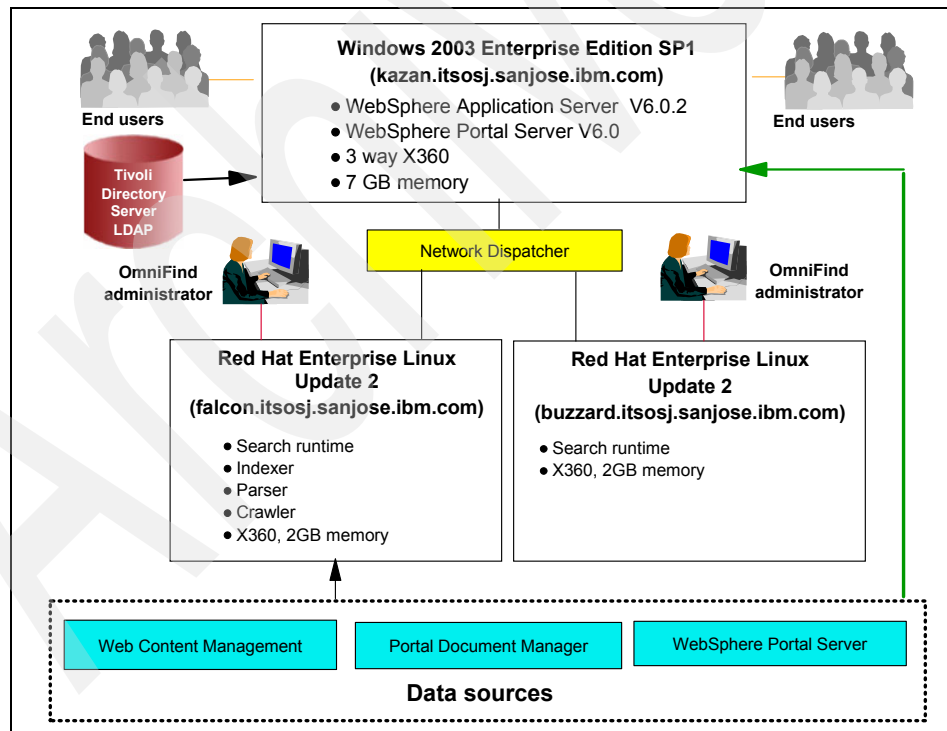 Windows 2003 Enterprise Edition SP1
(kazan.itsosj.sanjose.ibm.com)
● WebSphere Application Server V6.0.2
● WebSphere Portal Server V6.0
● 3 way X360
● 7 GB memory
End users
End users
Tivoli
Directory
Server
LDAP
Network Dispatcher
OmniFind
administrator
OmniFind
administrator
Red Hat Enterprise Linux
Update 2
(falcon.itsosj.sanjose.ibm.com)
● Search runtime
● Indexer
● Parser
● Crawler
● X360, 2GB memory
Red Hat Enterprise Linux
Update 2
(buzzard.itsosj.sanjose.ibm.com)
● Search runtime
● X360, 2GB memory
Web Content Management
Portal Document Manager
WebSphere Portal Server
Data sources